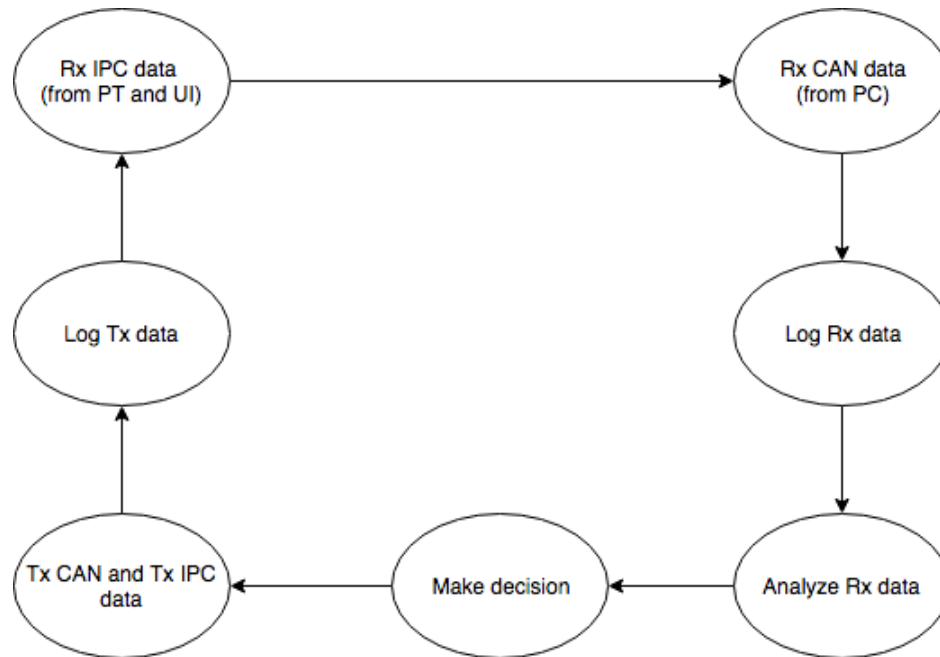 Rx IPC data
(from PT and UI)
Rx CAN data
(from PC)
Log Tx data
Log Rx data
Tx CAN and Tx IPC
data
Make decision
Analyze Rx data